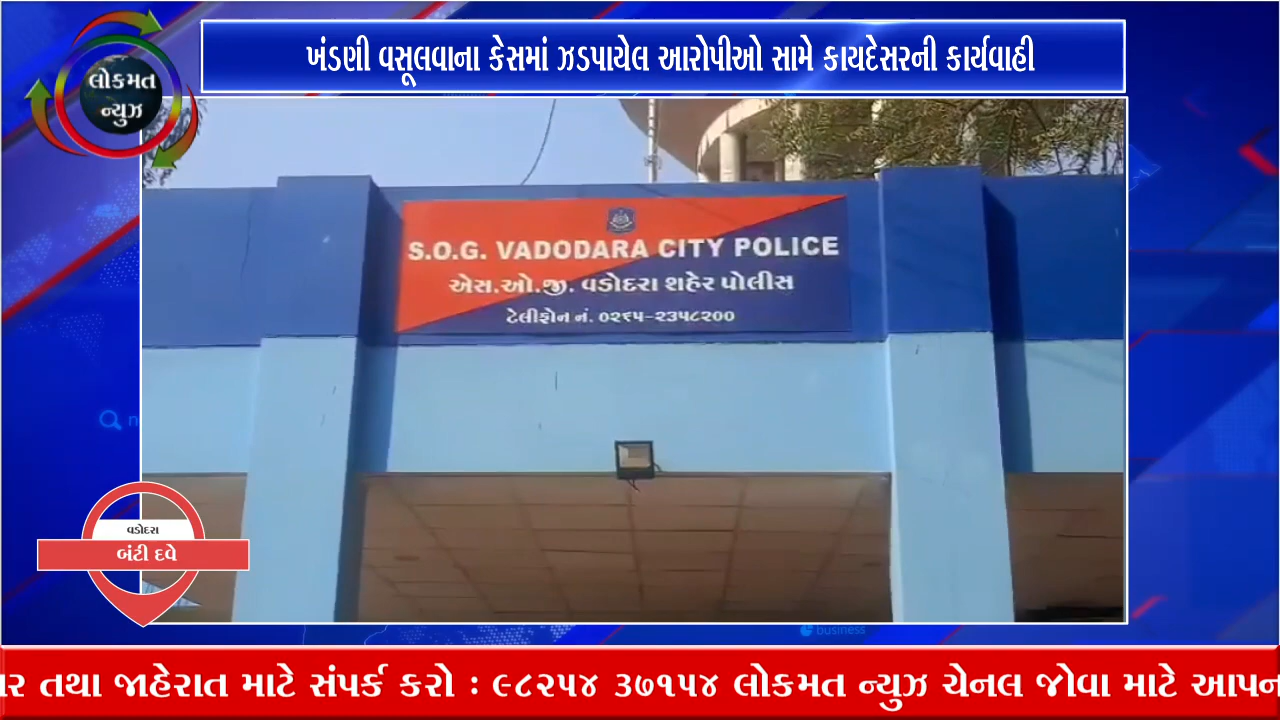 ખંડણી વસૂલવાના કેસમાં ઝડપાયેલ આરોપીઓ સામે કાયદેસરની કાર્યવાહી
લોકમત
ન્યુઝ
S.O.G. VADODARA CITY POLICE
એસ.ઓ.જી. વડોદરા શહેર પોલીસ
ટેલીફોન નં. ૦૨૬૫-૨૩૫૮૨૦૦
વડોદરા
બંટી દવે
business
તથા જાહેરાત માટે સંપર્ક કરો : ૯૮૨૫૪ ૩૭૧૫૪ લોકમત ન્યુઝ ચેનલ જોવા માટે